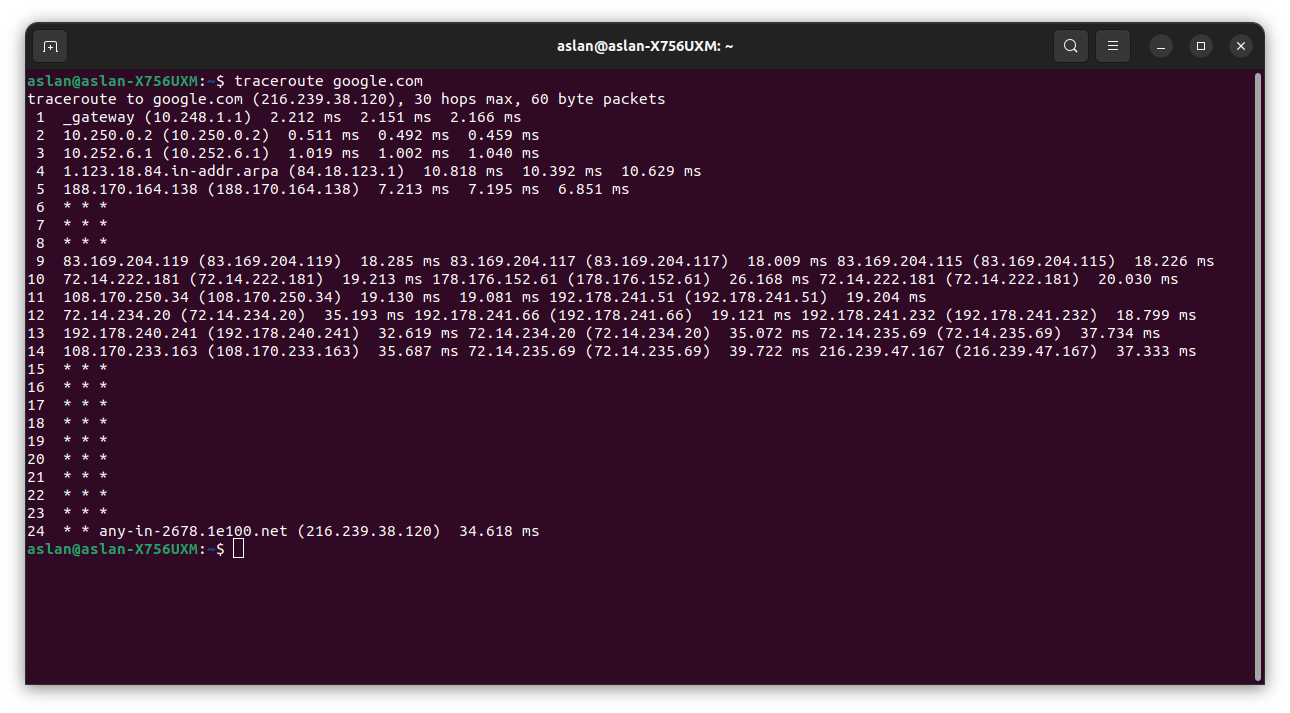 aslan@aslan-X756UXM: ~
aslan@aslan-X756UXM:~$ traceroute google.com
traceroute to google.com (216.239.38.120), 30 hops max, 60 byte packets
 1  _gateway (10.248.1.1)  2.212 ms  2.151 ms  2.166 ms
 2  10.250.0.2 (10.250.0.2)  0.511 ms  0.492 ms  0.459 ms
 3  10.252.6.1 (10.252.6.1)  1.019 ms  1.002 ms  1.040 ms
 4  1.123.18.84.in-addr.arpa (84.18.123.1)  10.818 ms  10.392 ms  10.629 ms
 5  188.170.164.138 (188.170.164.138)  7.213 ms  7.195 ms  6.851 ms
 6  * * *
 7  * * *
 8  * * *
 9  83.169.204.119 (83.169.204.119)  18.285 ms 83.169.204.117 (83.169.204.117)  18.009 ms 83.169.204.115 (83.169.204.115)  18.226 ms
10  72.14.222.181 (72.14.222.181)  19.213 ms 178.176.152.61 (178.176.152.61)  26.168 ms 72.14.222.181 (72.14.222.181)  20.030 ms
11  108.170.250.34 (108.170.250.34)  19.130 ms  19.081 ms 192.178.241.51 (192.178.241.51)  19.204 ms
12  72.14.234.20 (72.14.234.20)  35.193 ms 192.178.241.66 (192.178.241.66)  19.121 ms 192.178.241.232 (192.178.241.232)  18.799 ms
13  192.178.240.241 (192.178.240.241)  32.619 ms 72.14.234.20 (72.14.234.20)  35.072 ms 72.14.235.69 (72.14.235.69)  37.734 ms
14  108.170.233.163 (108.170.233.163)  35.687 ms 72.14.235.69 (72.14.235.69)  39.722 ms 216.239.47.167 (216.239.47.167)  37.333 ms
15  * * *
16  * * *
17  * * *
18  * * *
19  * * *
20  * * *
21  * * *
22  * * *
23  * * *
24  * * any-in-2678.1e100.net (216.239.38.120)  34.618 ms
aslan@aslan-X756UXM:~$